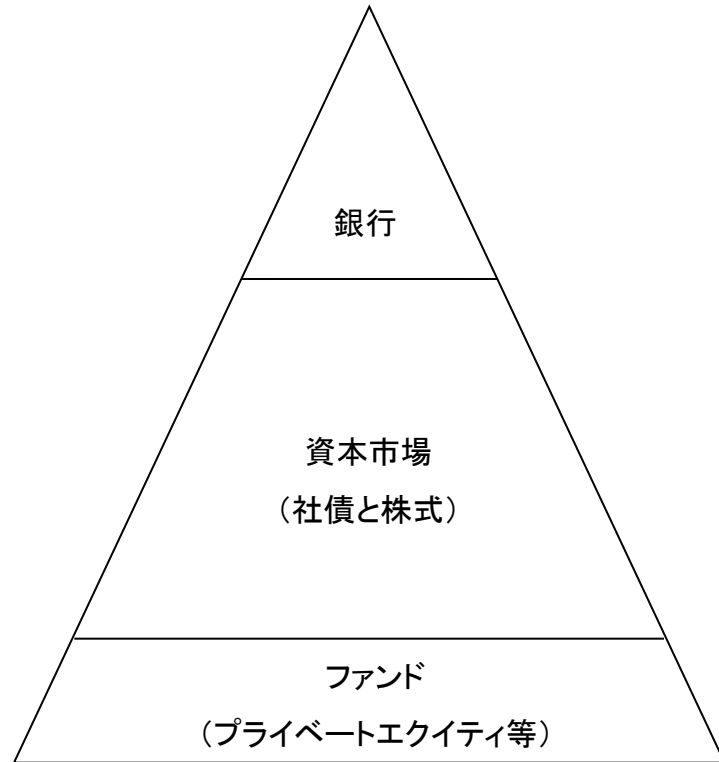 銀行
資本市場
（社債と株式）
ファンド
（プライベートエクイティ等）